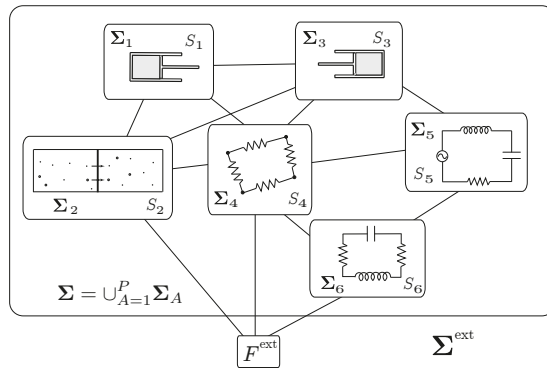 Σ₁ S₁
Σ₃ S₃
Σ₅
S₅
Σ₂ S₂
Σ₄ S₄
Σ₆ S₆
Σ = ∪_{A=1}^{P} Σ_A
F^{ext}
Σ^{ext}